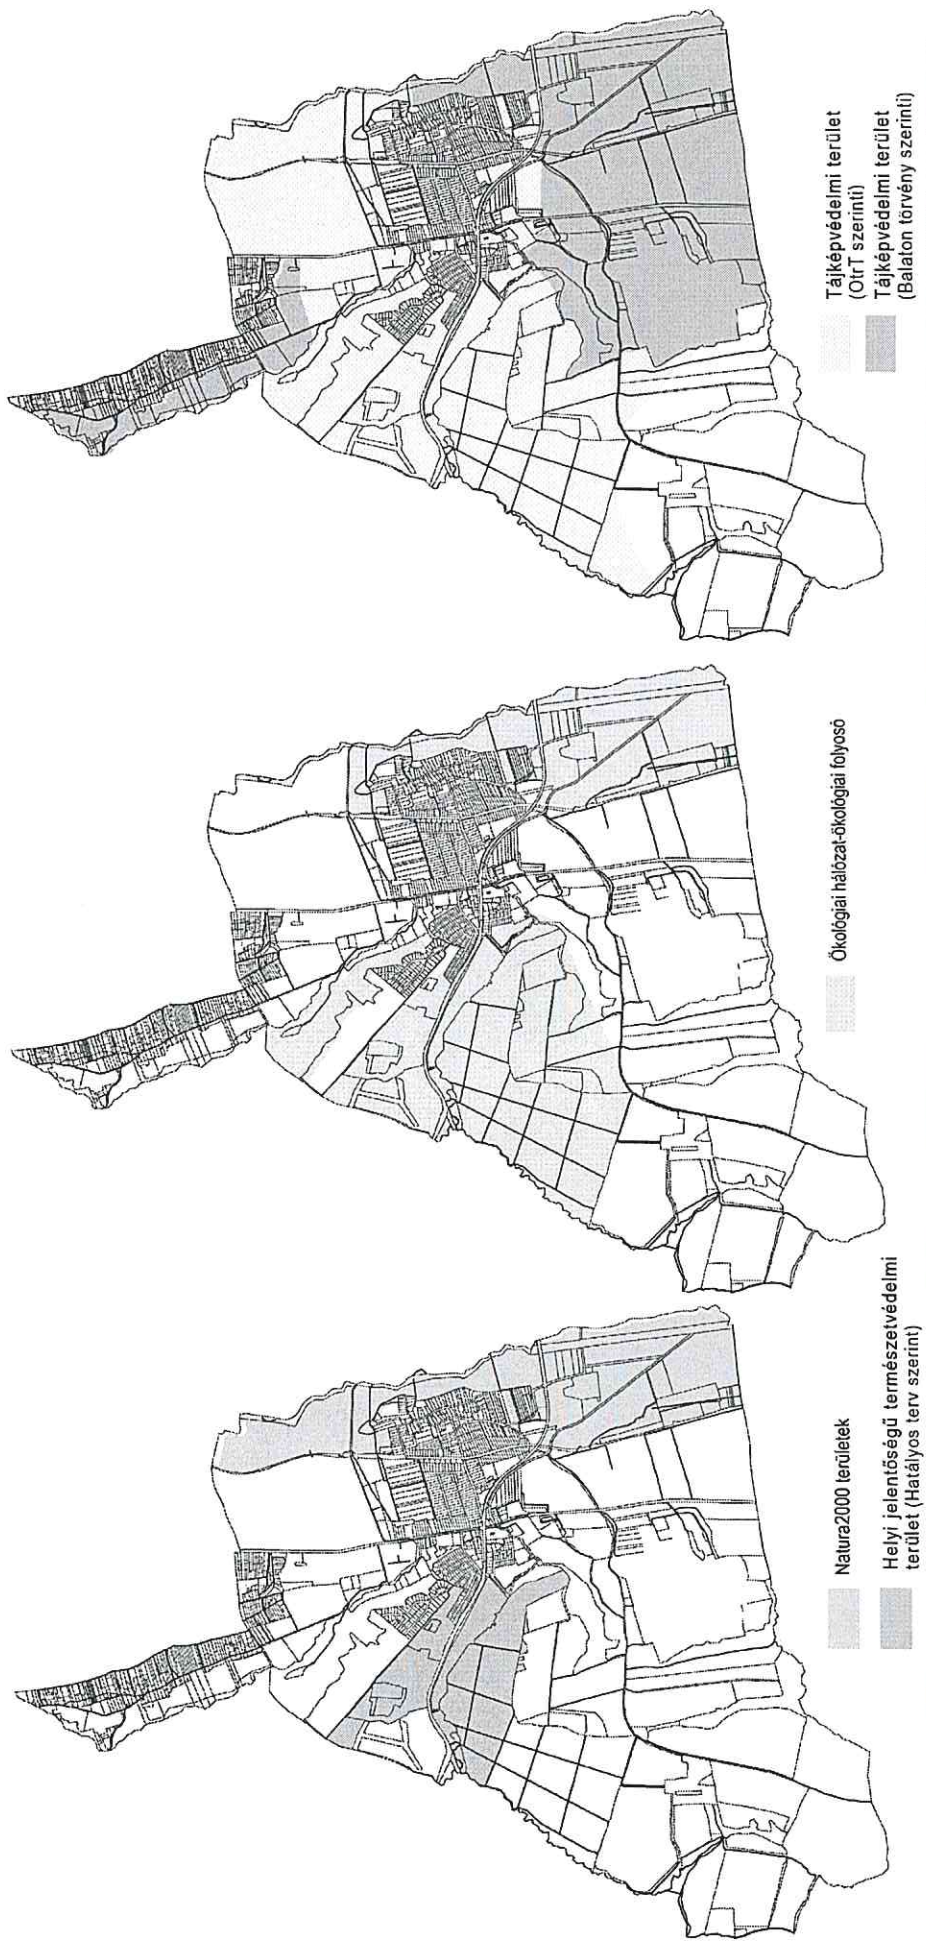 Natura2000 területek
Helyi jelentőségű természetvédelmi
terület (Hatályos terv szerint)
Ökológiai hálózat-ökológiai folyosó
Tájképvédelmi terület
(OtrT szerinti)
Tájképvédelmi terület
(Balaton törvény szerinti)